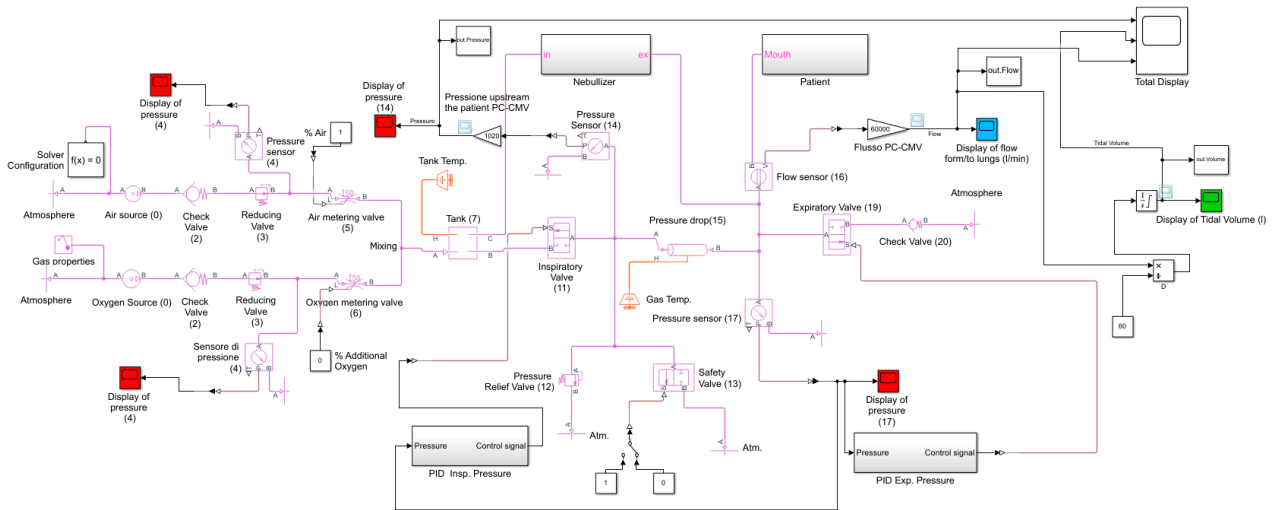 out.Pressure
in
ex
Nebullizer
Mouth
Patient
out.Flow
Total Display
Display of
pressure
(4)
Display of
pressure
(14)
Pressure
Pressione upstream
the patient PC-CMV
1020
Pressure
Sensor (14)
60000
Flusso PC-CMV
Flow
Display of flow
form/to lungs (l/min)
Tidal Volume
out.Volume
Solver
Configuration
f(x) = 0
Pressure
sensor
(4)
% Air
1
Tank Temp.
Flow sensor (16)
Atmosphere
Display of Tidal Volume (l)
Atmosphere
Air source (0)
Check
Valve
(2)
Reducing
Valve
(3)
Air metering valve
(5)
Tank (7)
Pressure drop(15)
Expiratory Valve (19)
Check Valve (20)
Mixing
Gas properties
Inspiratory
Valve
(11)
Atmosphere
Oxygen Source (0)
Check
Valve
(2)
Reducing
Valve
(3)
Oxygen metering valve
(6)
Gas Temp.
Pressure sensor (17)
D
60
Sensore di
pressione
(4)
0
% Additional
Oxygen
Display of
pressure
(4)
Pressure
Relief Valve (12)
Safety
Valve (13)
Display of
pressure
(17)
Atm.
Atm.
Pressure
Control signal
PID Insp. Pressure
1
0
Pressure
Control signal
PID Exp. Pressure